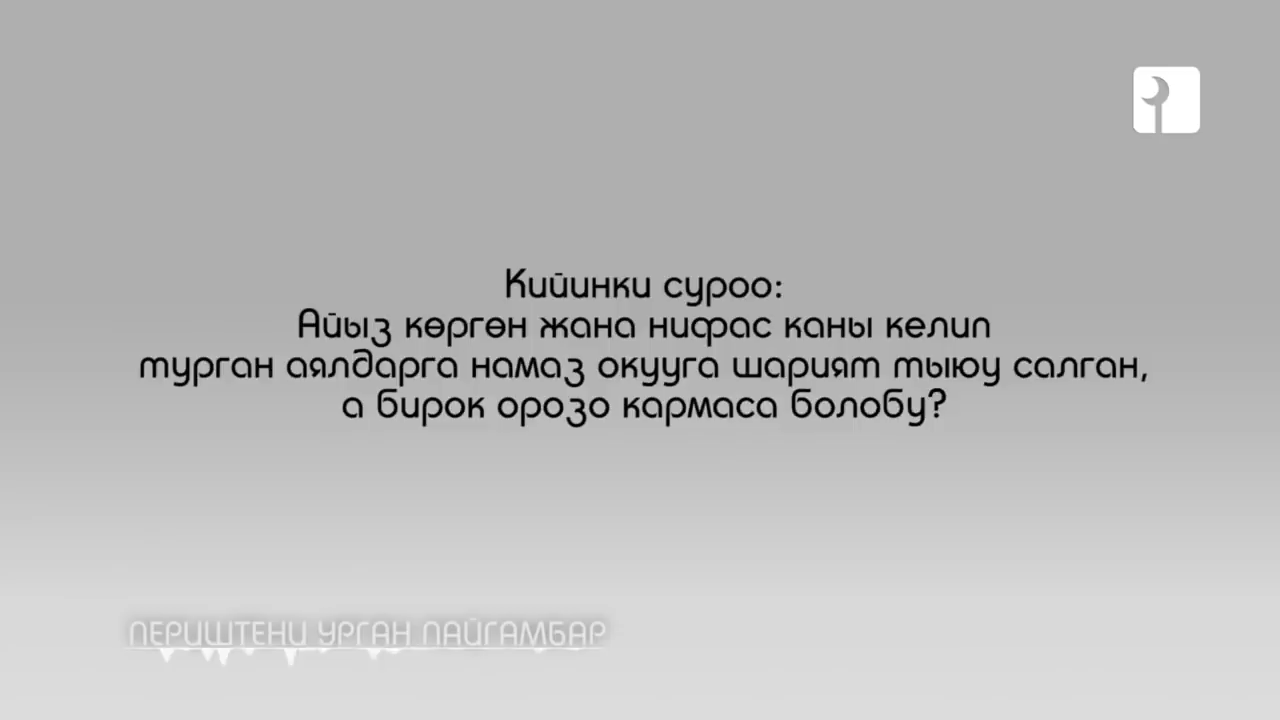 Кийинки суроо:
Айыз көргөн жана нифас каны келип
турган аялдарга намаз окууга шарият тыюу салган,
а бирок орозо кармаса болобу?
ПЕРИШТЕНИ УРГАН ПАЙГАМБАР